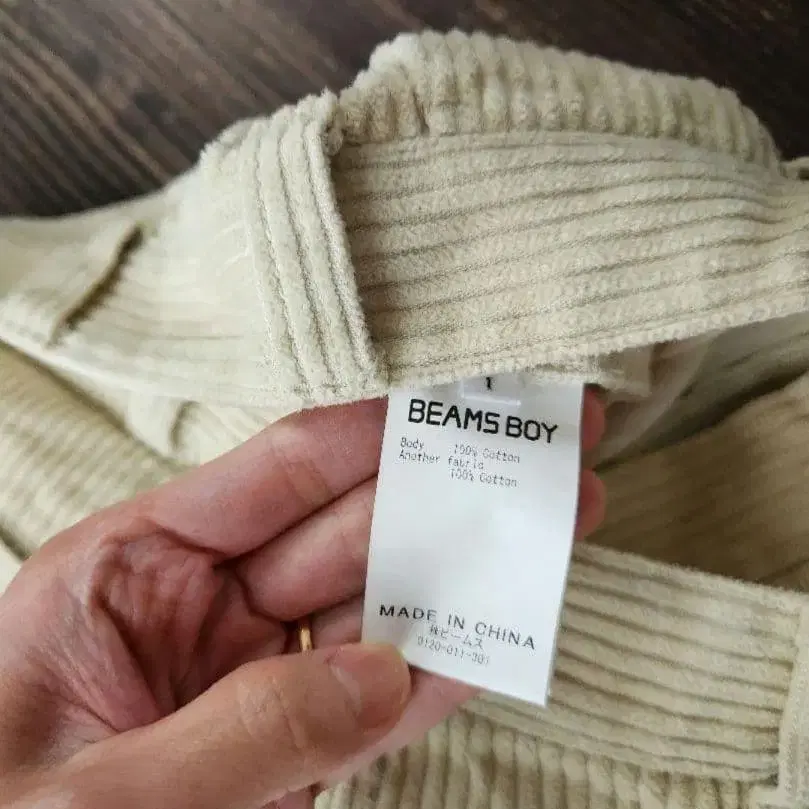 1
BEAMS BOY
Body 100% Cotton
Another fabric
100% Cotton
MADE IN CHINA
㈱ビームス
0120-011-301